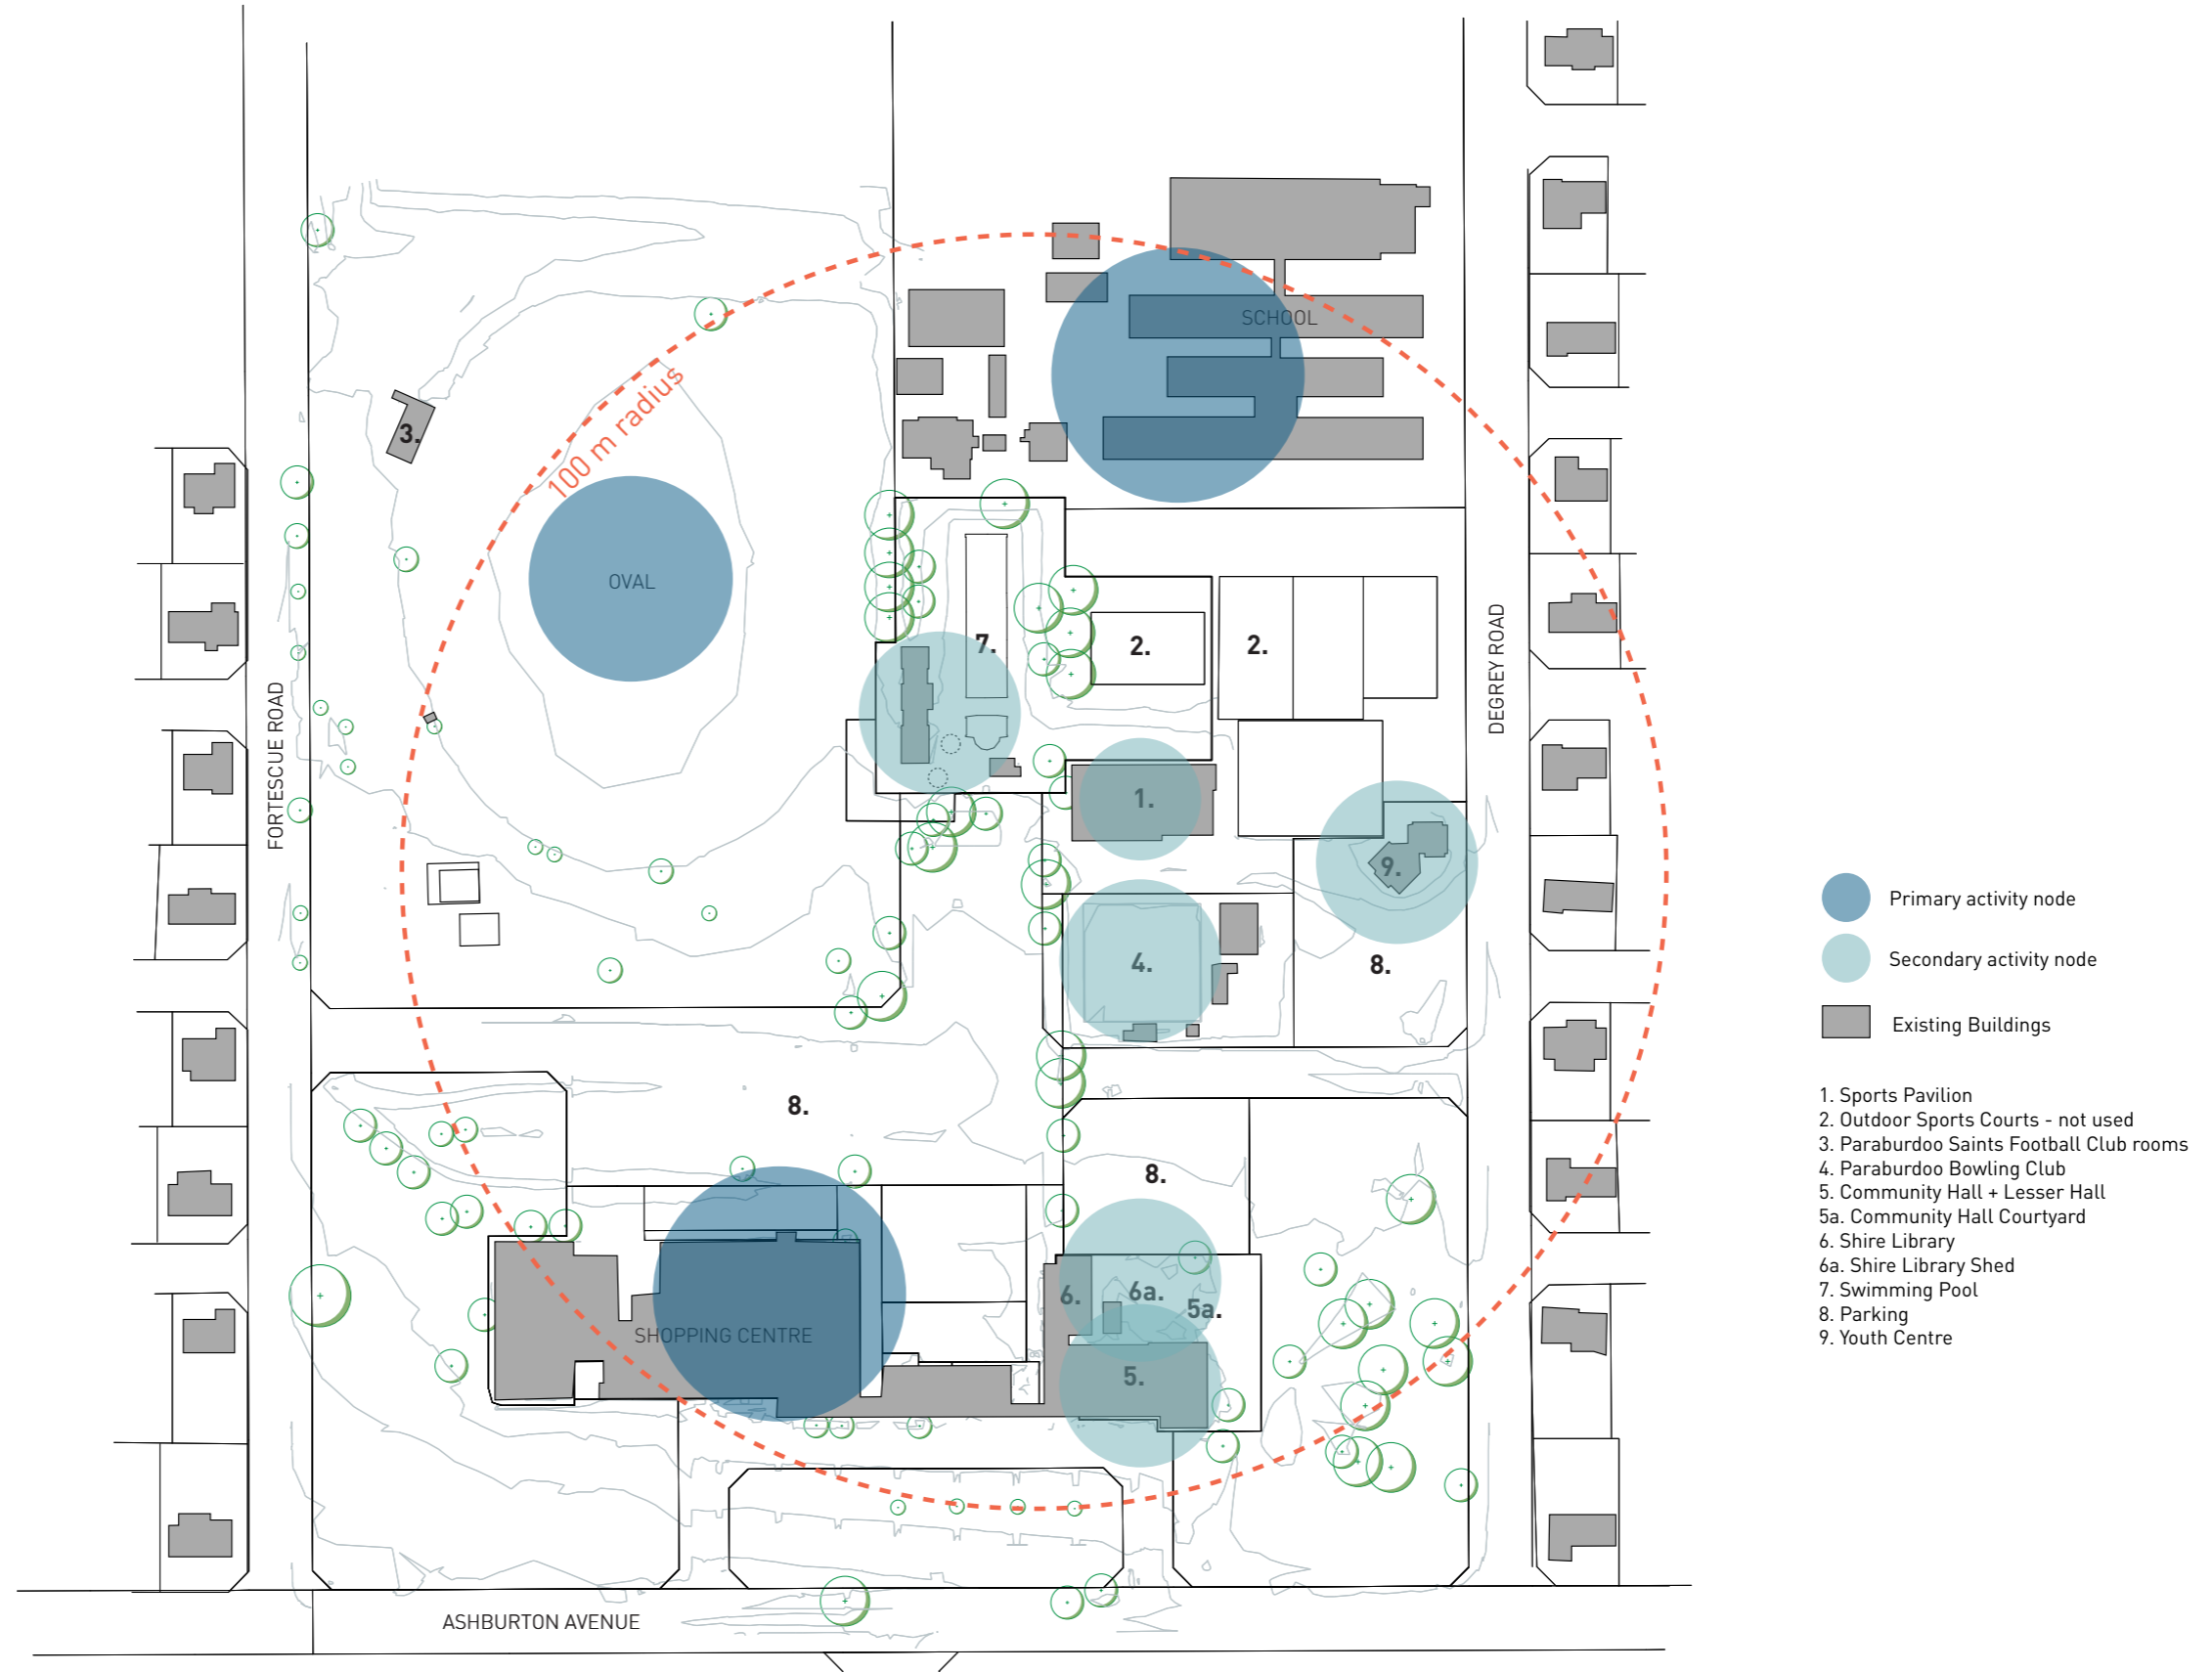 SCHOOL
100 m radius
3.
OVAL
7.
2.
2.
FORTESCUE ROAD
DEGREY ROAD
1.
9.
4.
8.
8.
8.
6.
6a.
5a.
SHOPPING CENTRE
5.
ASHBURTON AVENUE
Primary activity node
Secondary activity node
Existing Buildings
1. Sports Pavilion
2. Outdoor Sports Courts - not used
3. Paraburdoo Saints Football Club rooms
4. Paraburdoo Bowling Club
5. Community Hall + Lesser Hall
5a. Community Hall Courtyard
6. Shire Library
6a. Shire Library Shed
7. Swimming Pool
8. Parking
9. Youth Centre